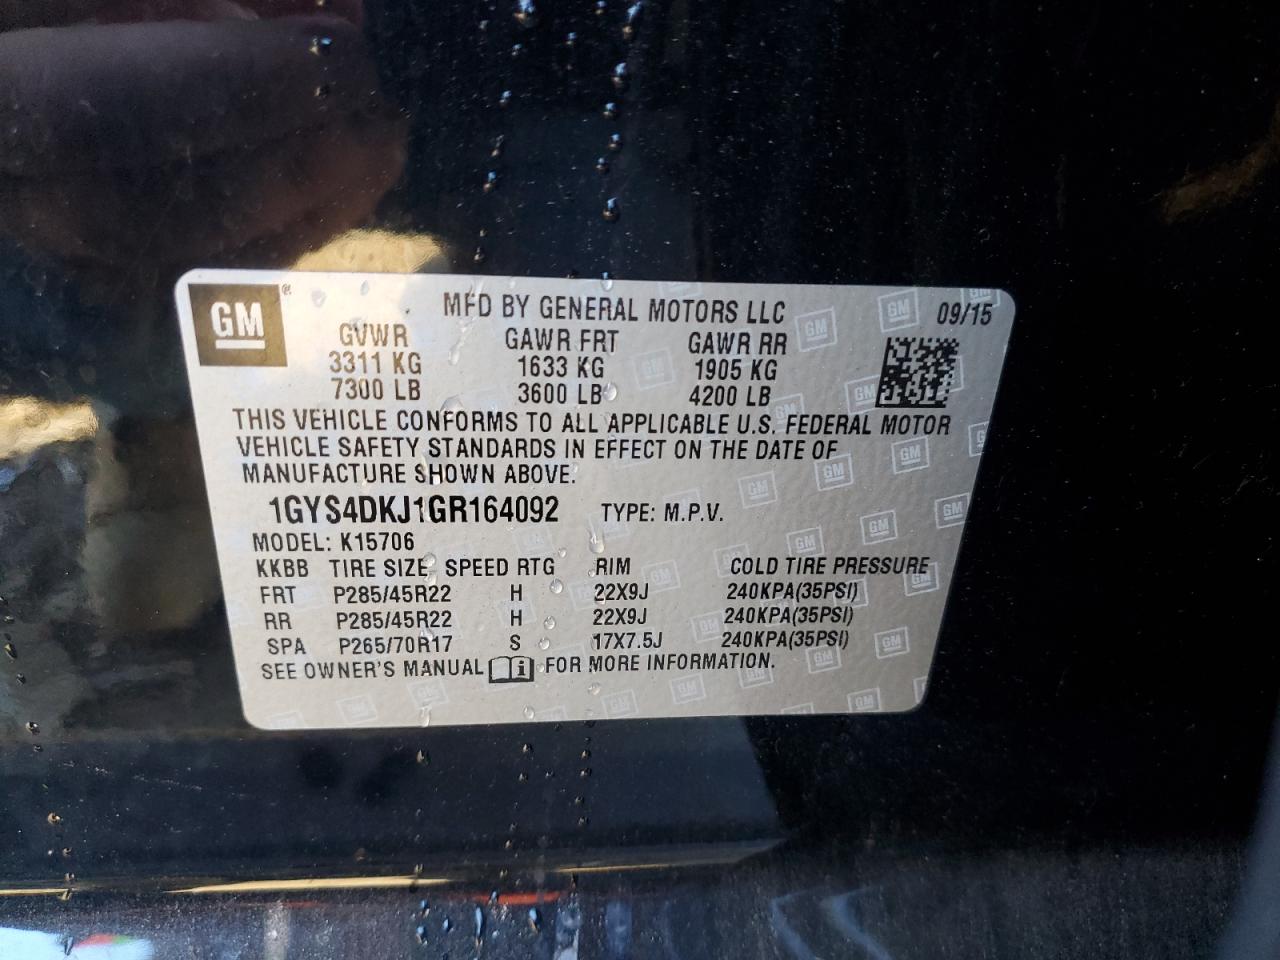 GM ® MFD BY GENERAL MOTORS LLC 09/15
GVWR GAWR FRT GAWR RR
3311 KG 1633 KG 1905 KG
7300 LB 3600 LB 4200 LB
THIS VEHICLE CONFORMS TO ALL APPLICABLE U.S. FEDERAL MOTOR
VEHICLE SAFETY STANDARDS IN EFFECT ON THE DATE OF
MANUFACTURE SHOWN ABOVE.
1GYS4DKJ1GR164092 TYPE: M.P.V.
MODEL: K15706
KKBB TIRE SIZE SPEED RTG RIM COLD TIRE PRESSURE
FRT P285/45R22 H 22X9J 240KPA(35PSI)
RR P285/45R22 H 22X9J 240KPA(35PSI)
SPA P265/70R17 S 17X7.5J 240KPA(35PSI)
SEE OWNER'S MANUAL i FOR MORE INFORMATION.